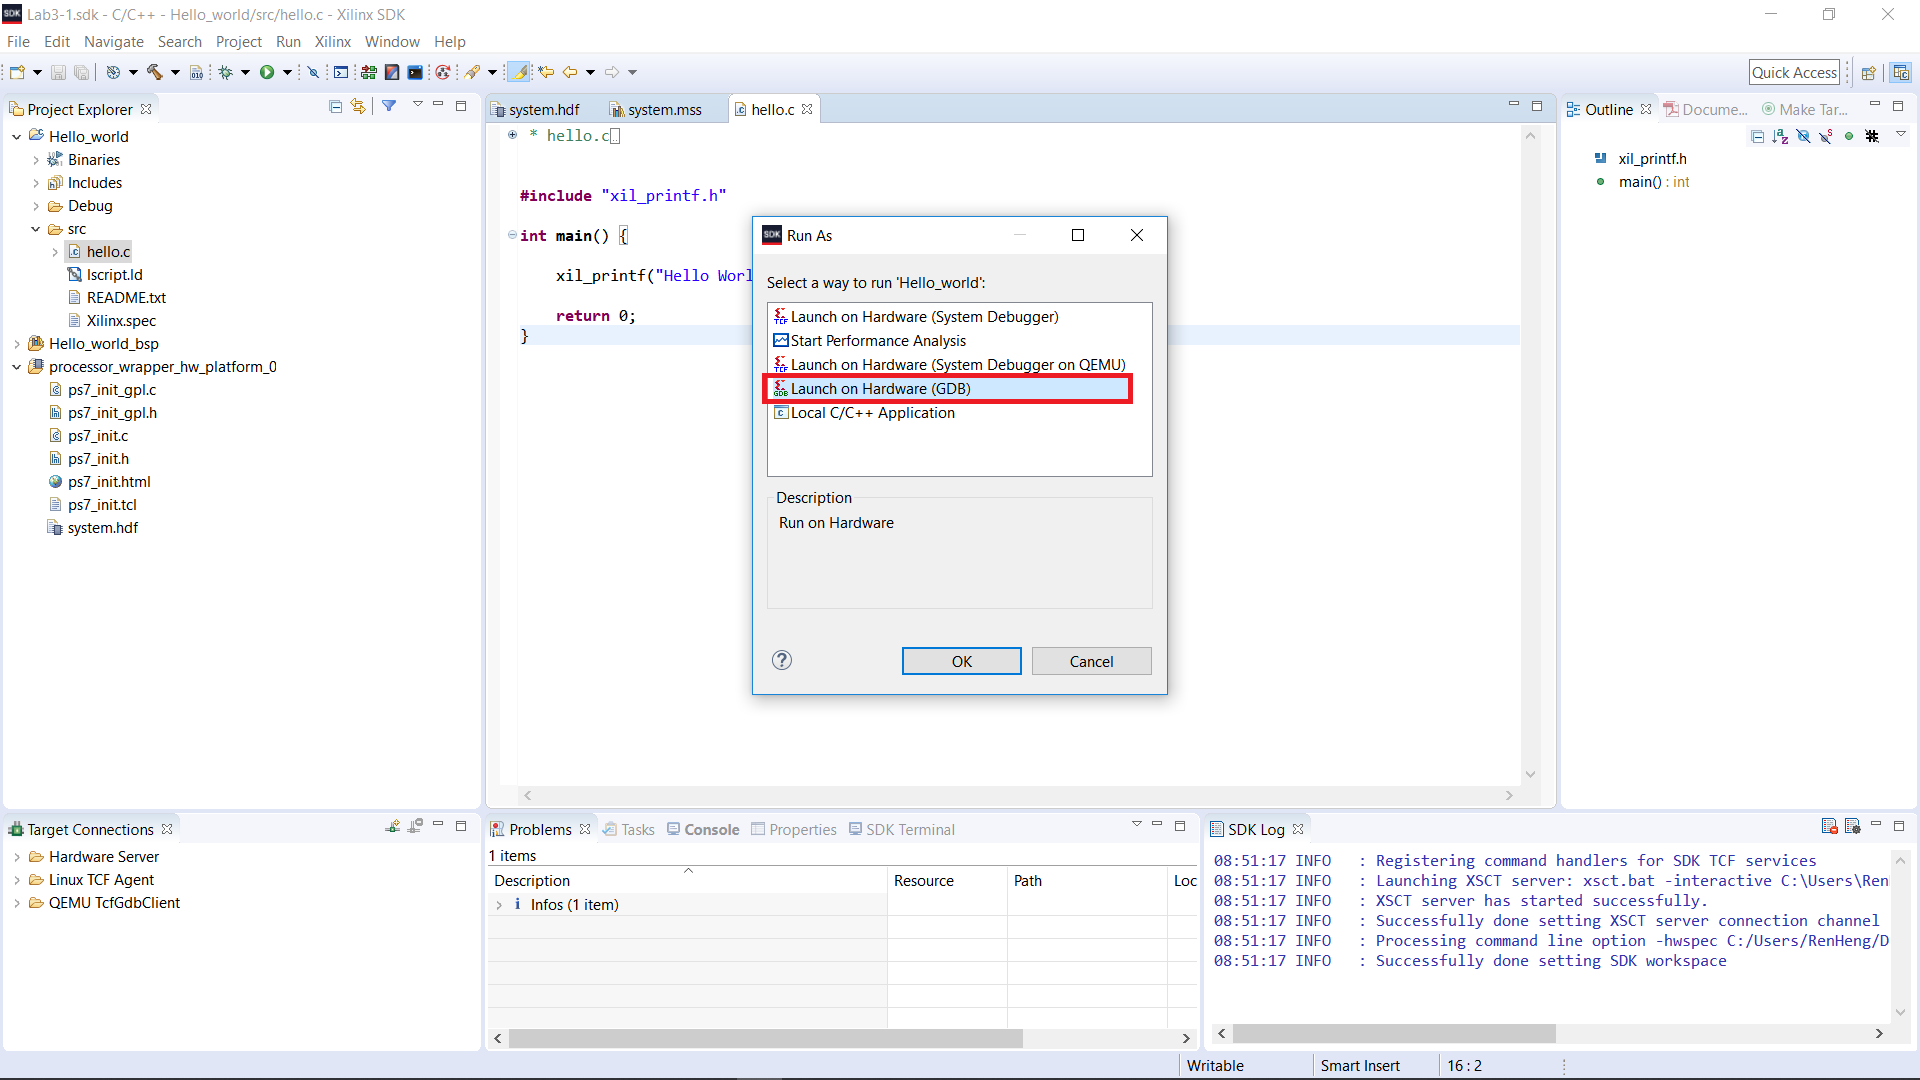 Lab3-1.sdk - C/C++ - Hello_world/src/hello.c - Xilinx SDK
File Edit Navigate Search Project Run Xilinx Window Help
Quick Access
Project Explorer
Hello_world
Binaries
Includes
Debug
src
hello.c
lscript.ld
README.txt
Xilinx.spec
Hello_world_bsp
processor_wrapper_hw_platform_0
ps7_init_gpl.c
ps7_init_gpl.h
ps7_init.c
ps7_init.h
ps7_init.html
ps7_init.tcl
system.hdf
system.hdf system.mss hello.c
* hello.c
#include "xil_printf.h"
int main() {
xil_printf("Hello Worl
return 0;
}
SDK Run As
Select a way to run 'Hello_world':
Launch on Hardware (System Debugger)
Start Performance Analysis
Launch on Hardware (System Debugger on QEMU)
Launch on Hardware (GDB)
Local C/C++ Application
Description
Run on Hardware
OK Cancel
Outline Docume... Make Tar...
xil_printf.h
main() : int
Target Connections
Hardware Server
Linux TCF Agent
QEMU TcfGdbClient
Problems Tasks Console Properties SDK Terminal
1 items
Description Resource Path Loc
Infos (1 item)
SDK Log
08:51:17 INFO : Registering command handlers for SDK TCF services
08:51:17 INFO : Launching XSCT server: xsct.bat -interactive C:\Users\Ren
08:51:17 INFO : XSCT server has started successfully.
08:51:17 INFO : Successfully done setting XSCT server connection channel
08:51:17 INFO : Processing command line option -hwspec C:/Users/RenHeng/D
08:51:17 INFO : Successfully done setting SDK workspace
Writable Smart Insert 16 : 2